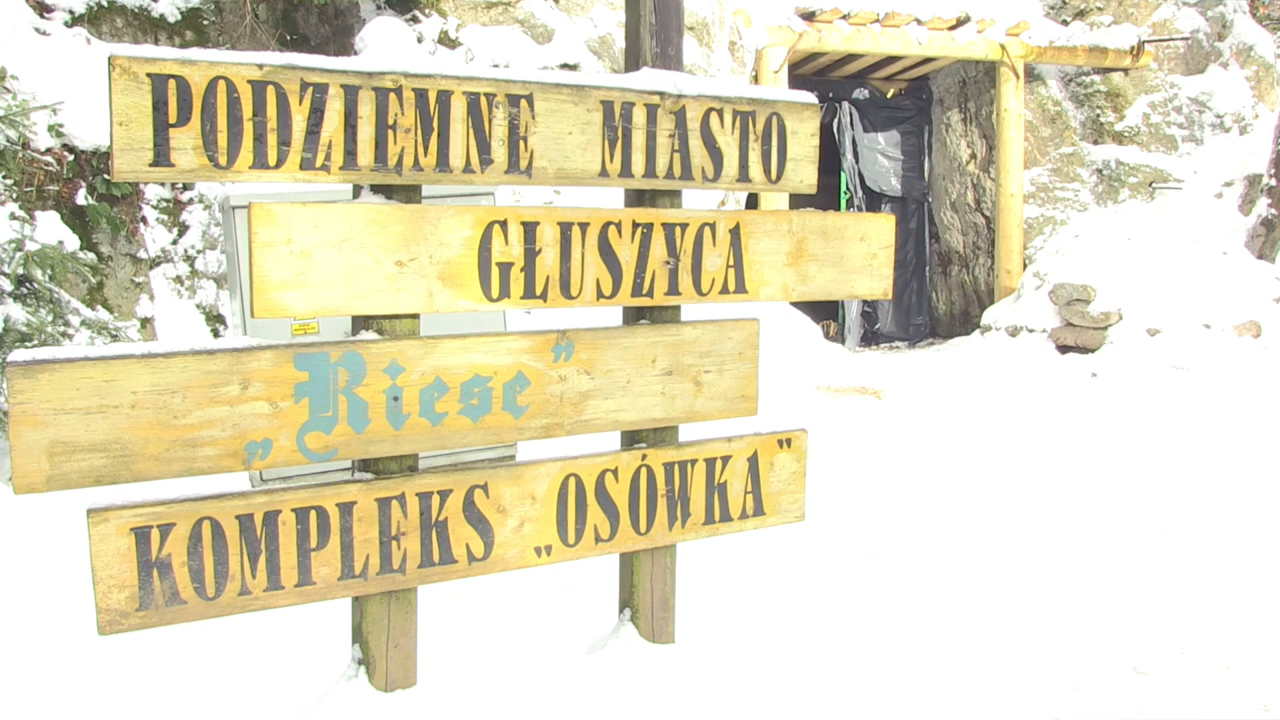 PODZIEMNE MIASTO
GŁUSZYCA
„Riese”
KOMPLEKS „OSÓWKA”